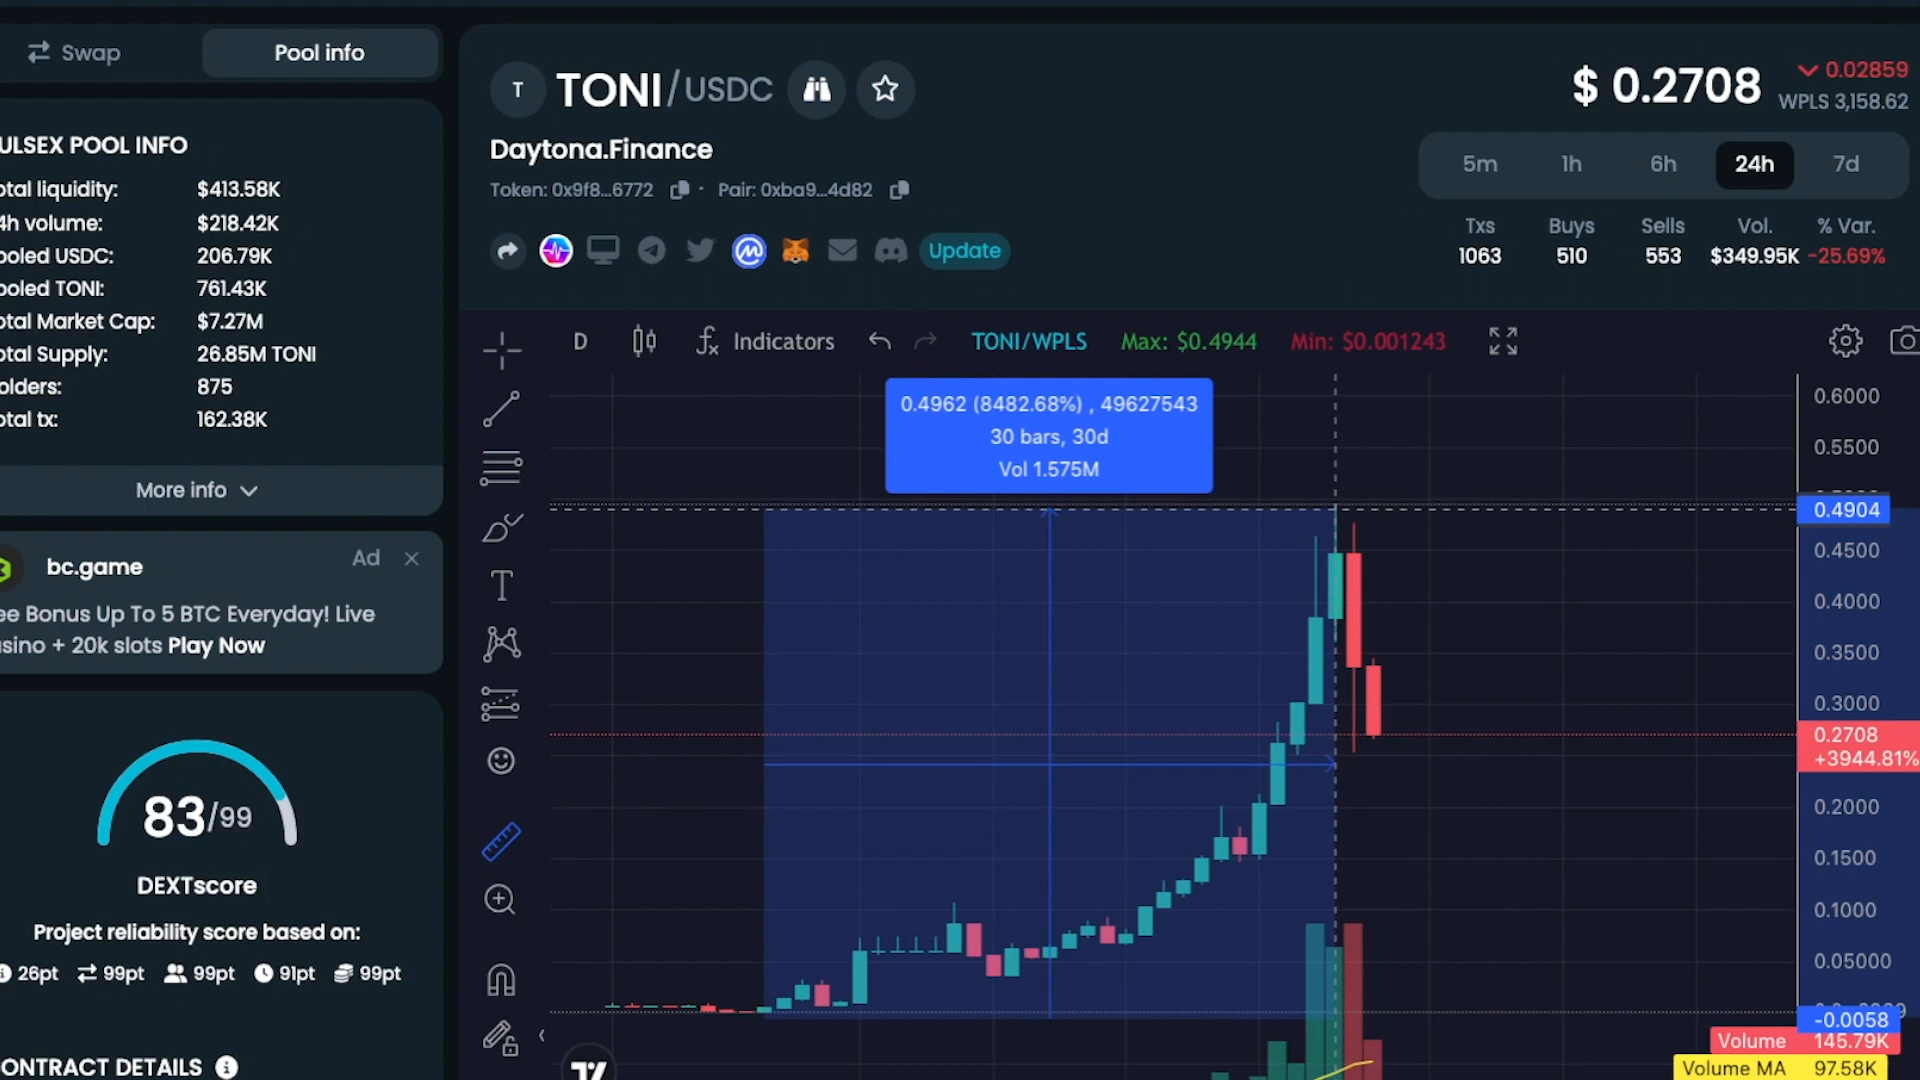 Swap
Pool info
ULSEX POOL INFO
otal liquidity: $413.58K
4h volume: $218.42K
ooled USDC: 206.79K
ooled TONI: 761.43K
otal Market Cap: $7.27M
otal Supply: 26.85M TONI
olders: 875
otal tx: 162.38K
More info
bc.game
Ad
ee Bonus Up To 5 BTC Everyday! Live
asino + 20k slots Play Now
83/99
DEXTscore
Project reliability score based on:
26pt 99pt 99pt 91pt 99pt
ONTRACT DETAILS
T TONI/USDC
Daytona.Finance
Token: 0x9f8...6772 · Pair: 0xba9...4d82
Update
$ 0.2708
0.02859
WPLS 3,158.62
5m 1h 6h 24h 7d
Txs Buys Sells Vol. % Var.
1063 510 553 $349.95K -25.69%
D Indicators TONI/WPLS Max: $0.4944 Min: $0.001243
0.4962 (8482.68%) , 49627543
30 bars, 30d
Vol 1.575M
0.6000
0.5500
0.4904
0.4500
0.4000
0.3500
0.3000
0.2708
+3944.81%
0.2000
0.1500
0.1000
0.05000
-0.0058
Volume 145.79K
Volume MA 97.58K